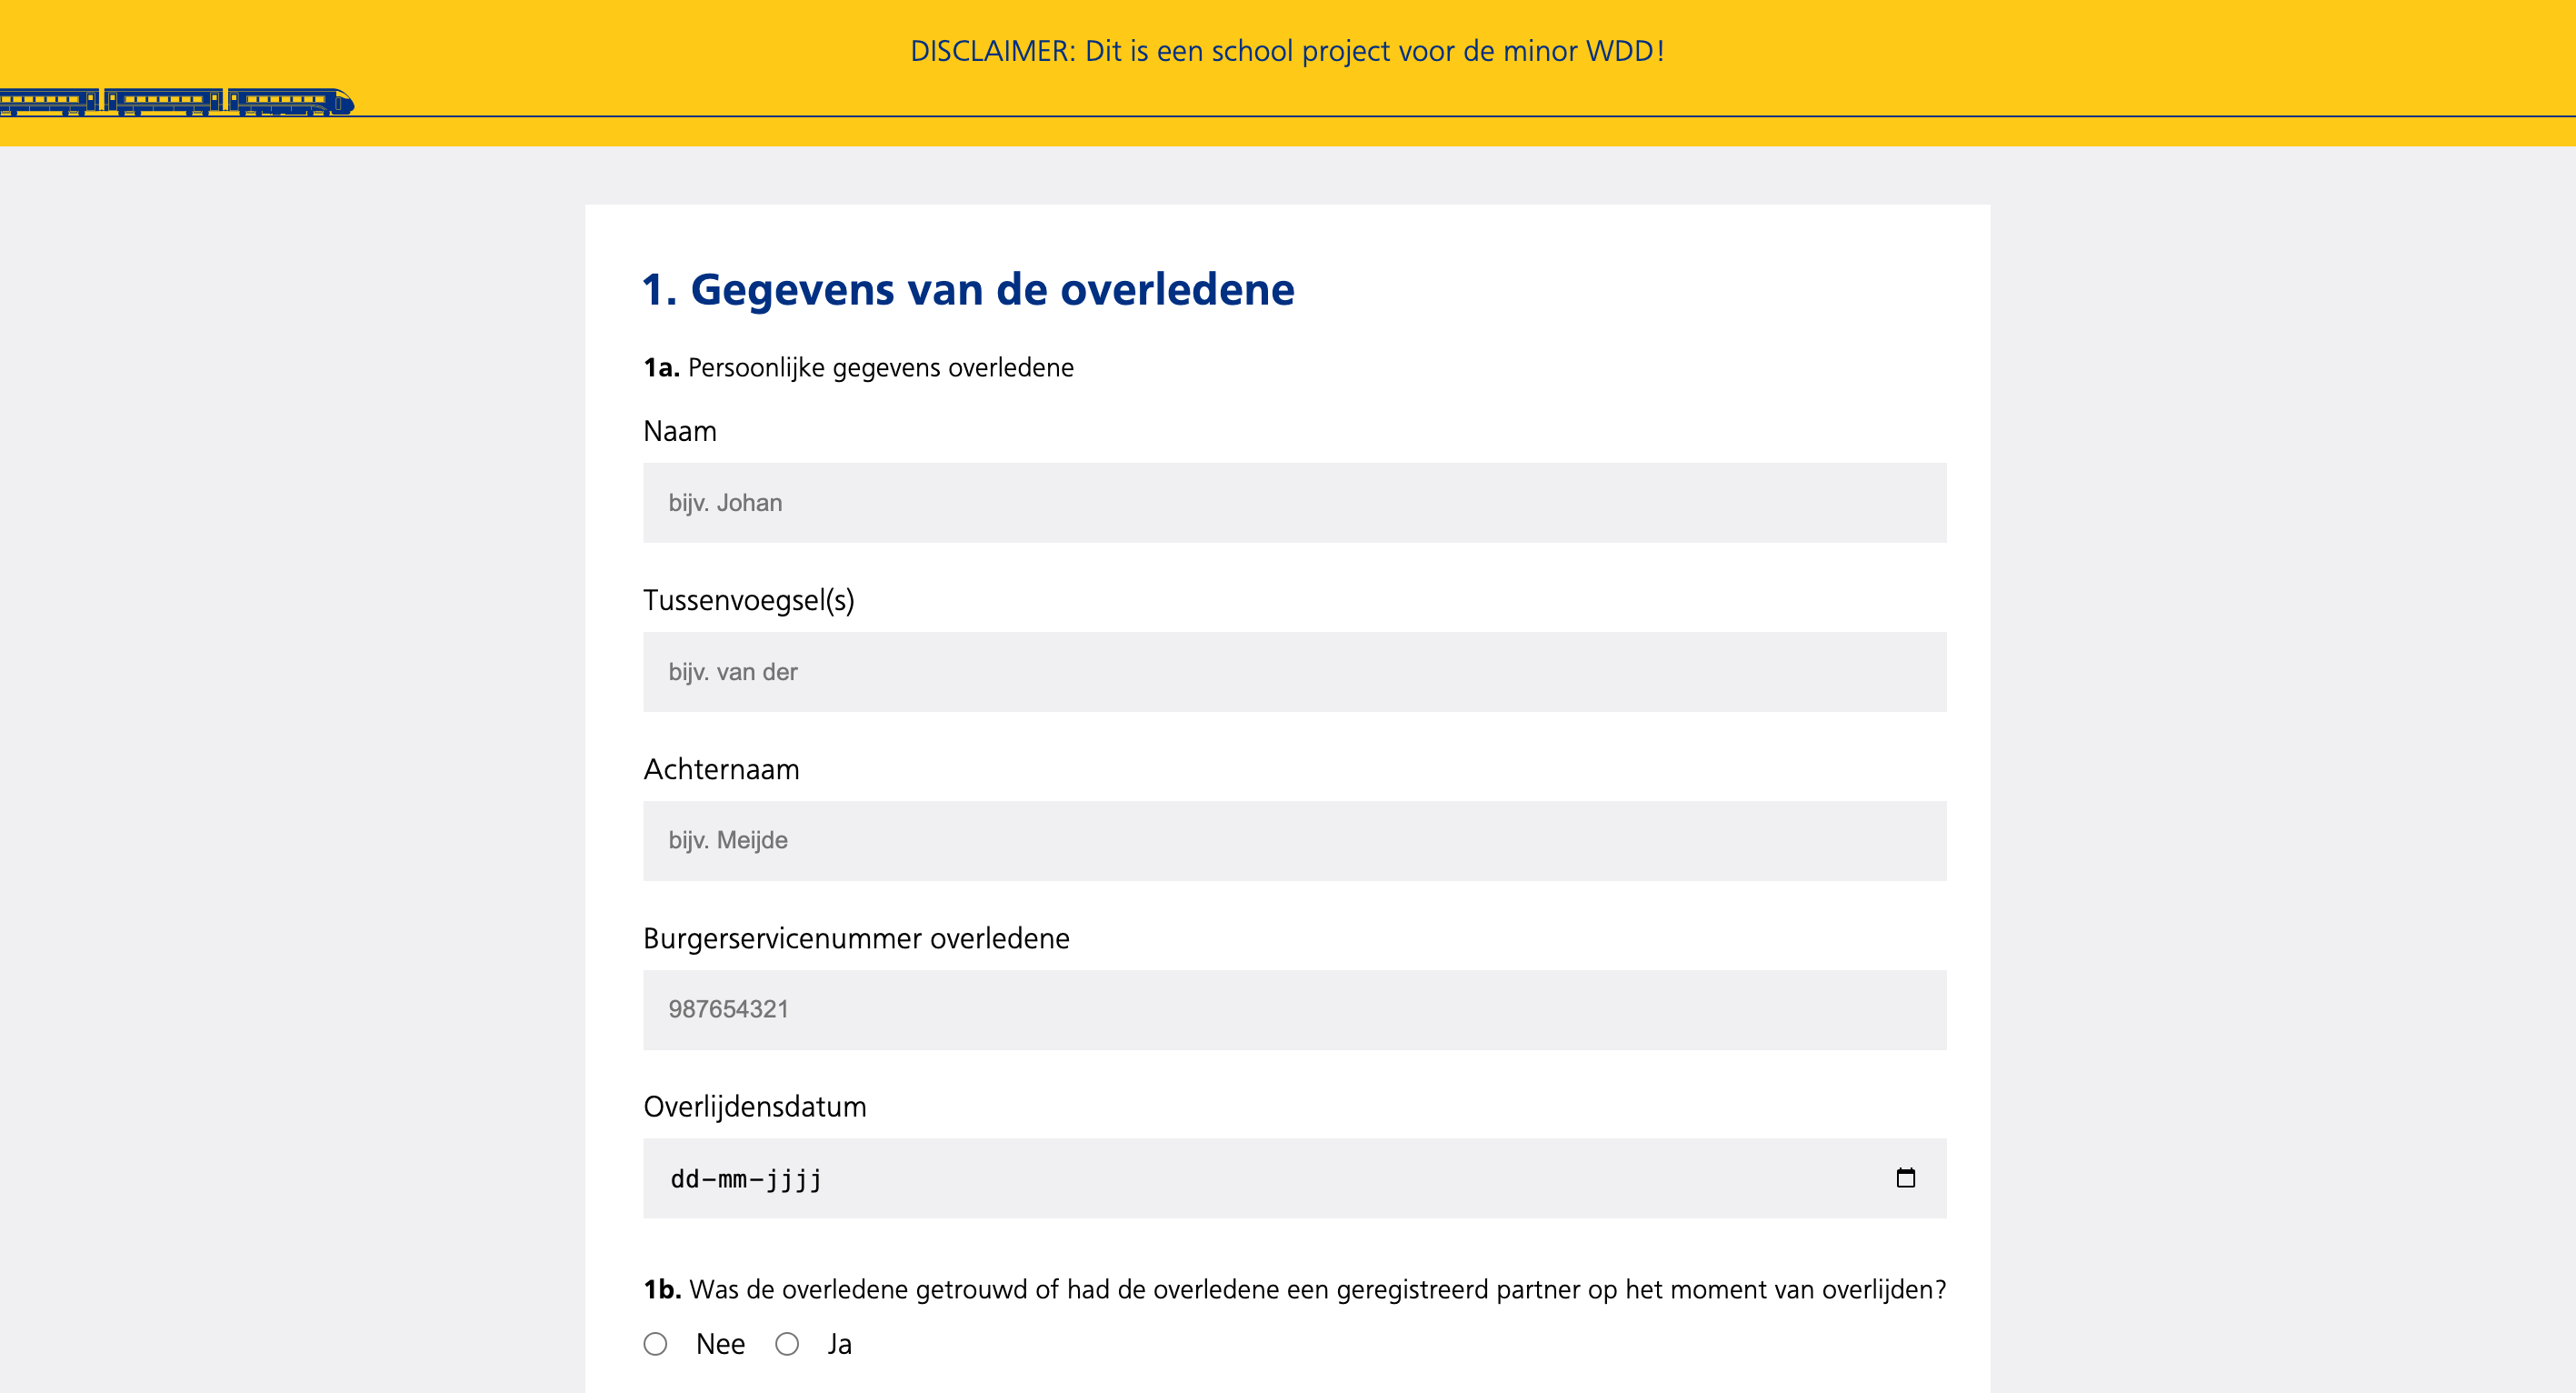 DISCLAIMER: Dit is een school project voor de minor WDD!
1. Gegevens van de overledene
1a. Persoonlijke gegevens overledene
Naam
bijv. Johan
Tussenvoegsel(s)
bijv. van der
Achternaam
bijv. Meijde
Burgerservicenummer overledene
987654321
Overlijdensdatum
dd-mm-jjjj
1b. Was de overledene getrouwd of had de overledene een geregistreerd partner op het moment van overlijden?
Nee Ja